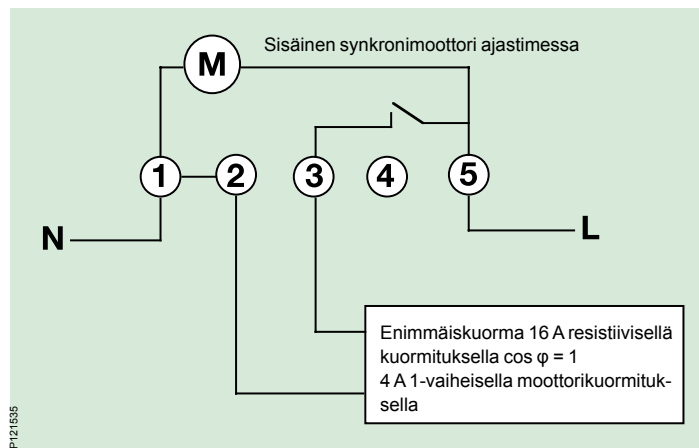 Sisäinen synkronimoottori ajastimessa
M
1 2 3 4 5
N L
Enimmäiskuorma 16 A resistiivisellä
kuormituksella cos φ = 1
4 A 1-vaiheisella moottorikuormituk-
sella
P121535